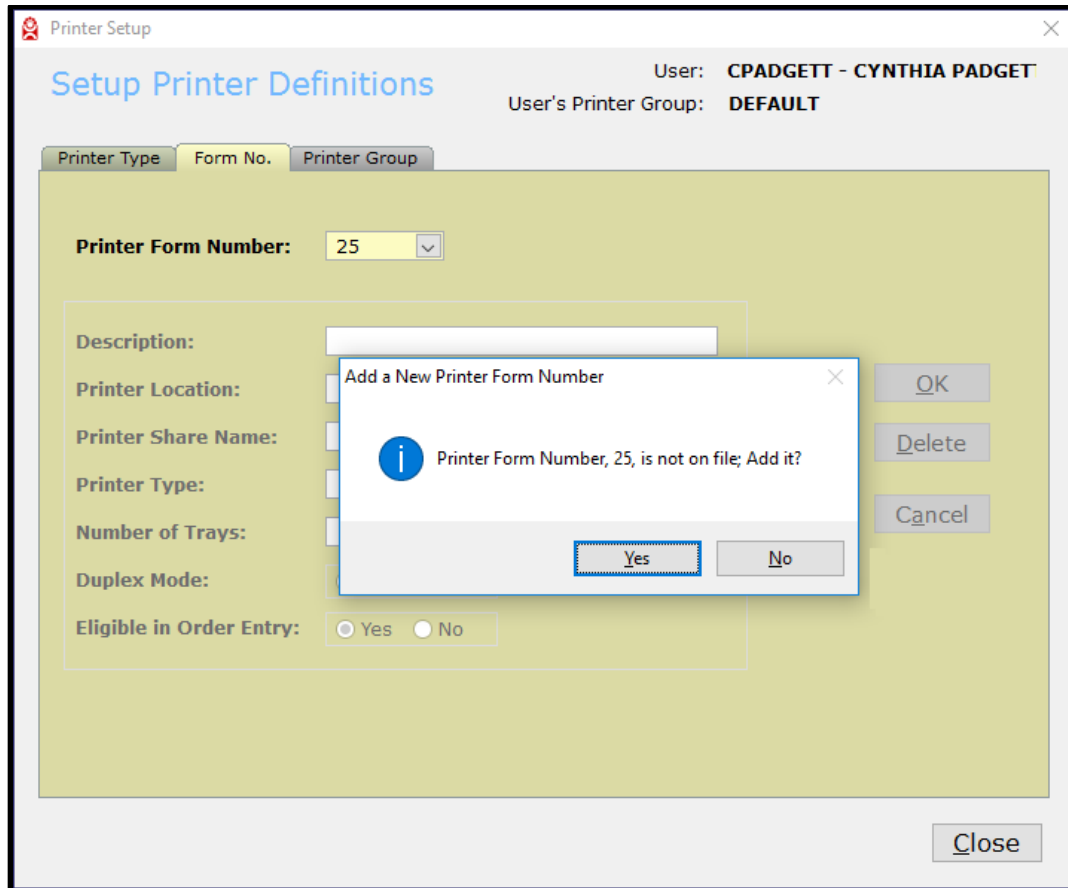 Printer Setup
Setup Printer Definitions
User: CPADGETT - CYNTHIA PADGET
User's Printer Group: DEFAULT
Printer Type Form No. Printer Group
Printer Form Number: 25
Description:
Printer Location:
Printer Share Name:
Printer Type:
Number of Trays:
Duplex Mode:
Eligible in Order Entry: Yes No
Add a New Printer Form Number
Printer Form Number, 25, is not on file; Add it?
Yes No
OK
Delete
Cancel
Close